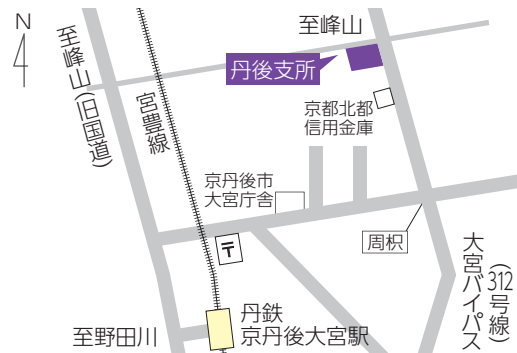 N
至峰山
丹後支所
至峰山(旧国道)
宮豊線
京都北都
信用金庫
京丹後市
大宮庁舎
〒
周枳
大宮バイパス
(312号線)
丹鉄
京丹後大宮駅
至野田川